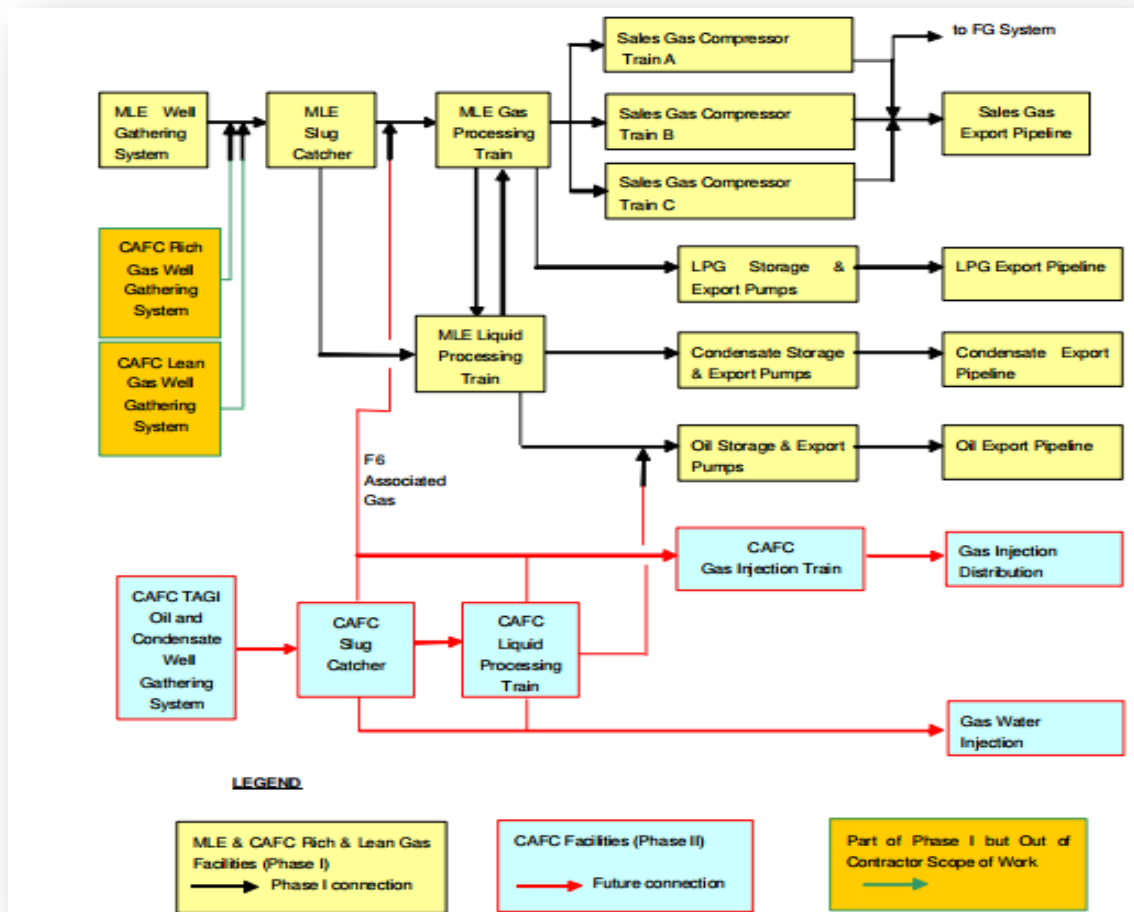 to FG System
Sales Gas Compressor
Train A
MLE Well
Gathering
System
MLE
Slug
Catcher
MLE Gas
Processing
Train
Sales Gas Compressor
Train B
Sales Gas
Export Pipeline
Sales Gas Compressor
Train C
CAFC Rich
Gas Well
Gathering
System
LPG Storage &
Export Pumps
LPG Export Pipeline
MLE Liquid
Processing
Train
Condensate Storage
& Export Pumps
Condensate Export
Pipeline
CAFC Lean
Gas Well
Gathering
System
Oil Storage & Export
Pumps
Oil Export Pipeline
F6
Associated
Gas
CAFC
Gas Injection Train
Gas Injection
Distribution
CAFC TAGI
Oil and
Condensate
Well
Gathering
System
CAFC
Slug
Catcher
CAFC
Liquid
Processing
Train
Gas Water
Injection
LEGEND
MLE & CAFC Rich & Lean Gas
Facilities (Phase I)
Phase I connection
CAFC Facilities (Phase II)
Future connection
Part of Phase I but Out of
Contractor Scope of Work